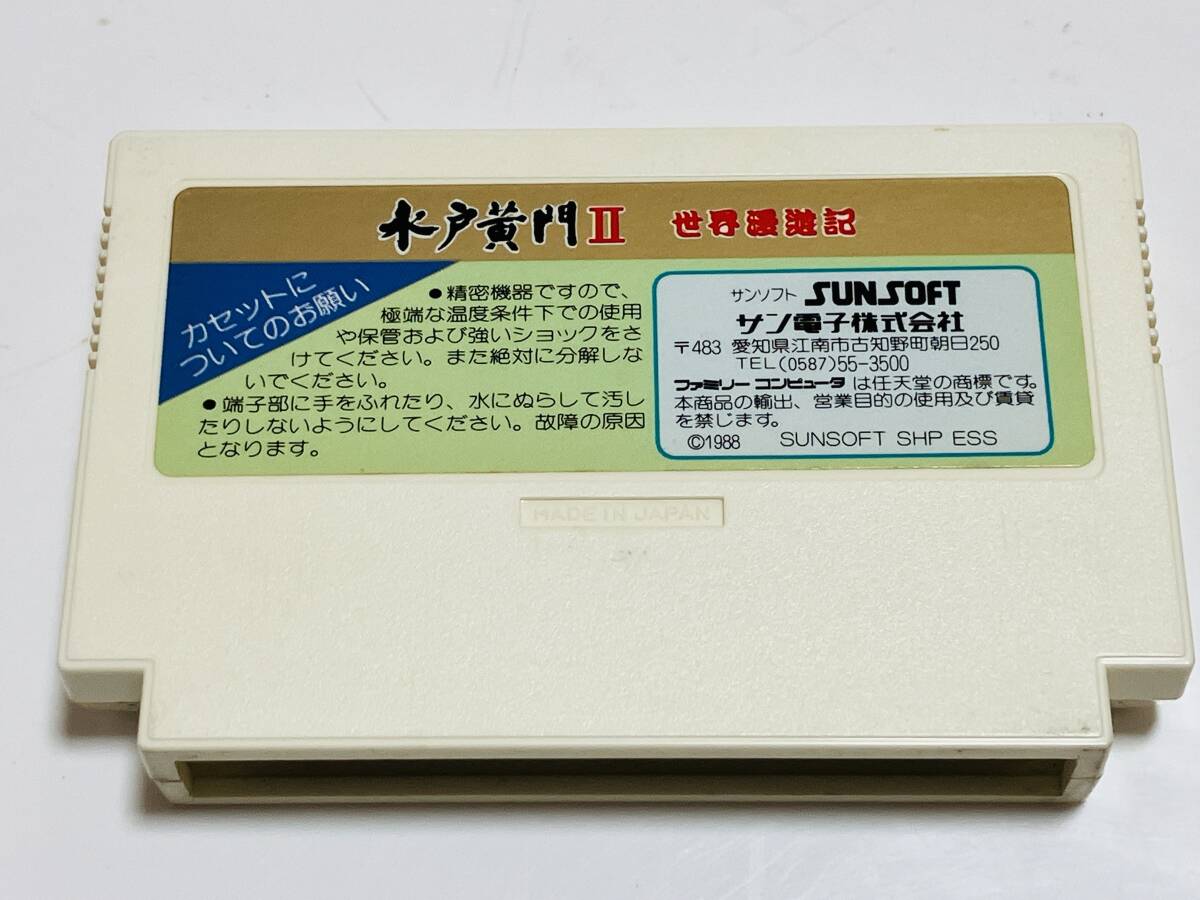 水戸黄門II 世界漫遊記
カセットに
ついてのお願い
●精密機器ですので、
極端な温度条件下での使用
や保管および強いショックをさ
けてください。また絶対に分解しな
いでください。
●端子部に手をふれたり、水にぬらして汚し
たりしないようにしてください。故障の原因
となります。
サンソフト SUNSOFT
サン電子株式会社
〒483 愛知県江南市古知野町朝日250
TEL(0587)55-3500
ファミリーコンピュータ は任天堂の商標です。
本商品の輸出、営業目的の使用及び賃貸
を禁じます。
©1988 SUNSOFT SHP ESS
MADE IN JAPAN